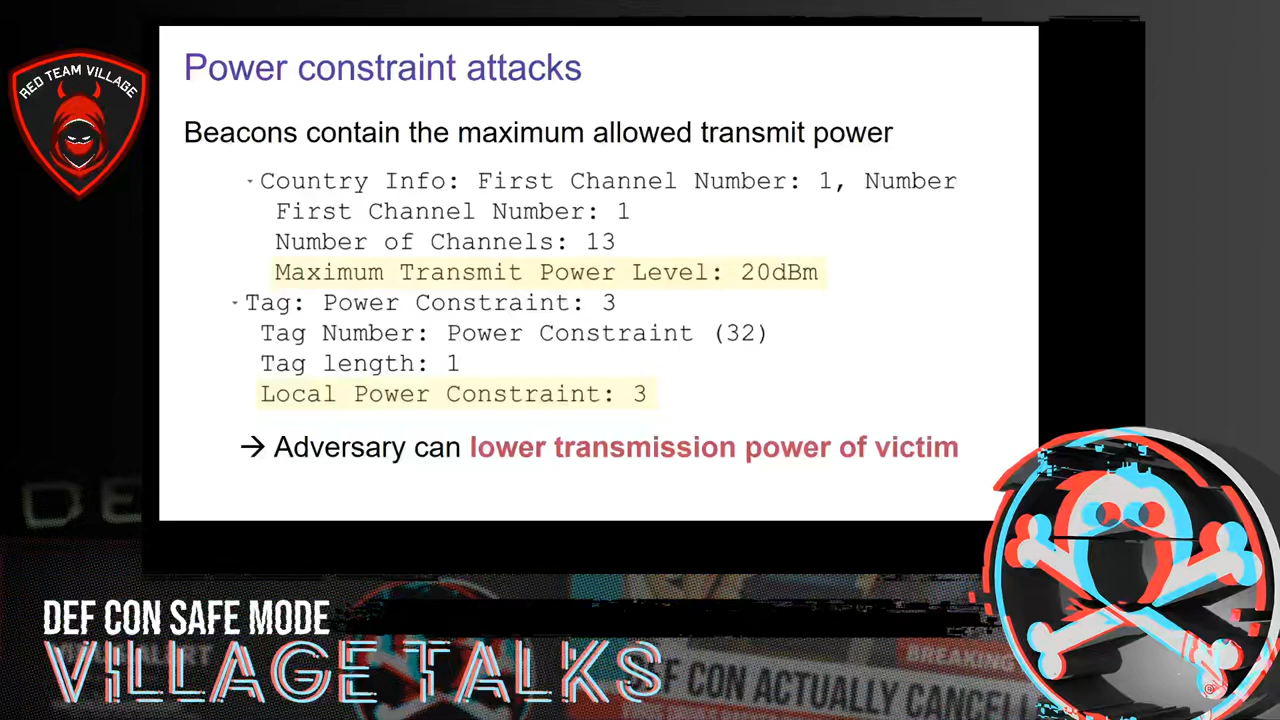 RED TEAM VILLAGE
Power constraint attacks
Beacons contain the maximum allowed transmit power
Country Info: First Channel Number: 1, Number
First Channel Number: 1
Number of Channels: 13
Maximum Transmit Power Level: 20dBm
Tag: Power Constraint: 3
Tag Number: Power Constraint (32)
Tag length: 1
Local Power Constraint: 3
→ Adversary can lower transmission power of victim
DE
DEF CON SAFE MODE
VILLAGE TALKS
BREAKING
DEF CON ACTUALLY CANCELL